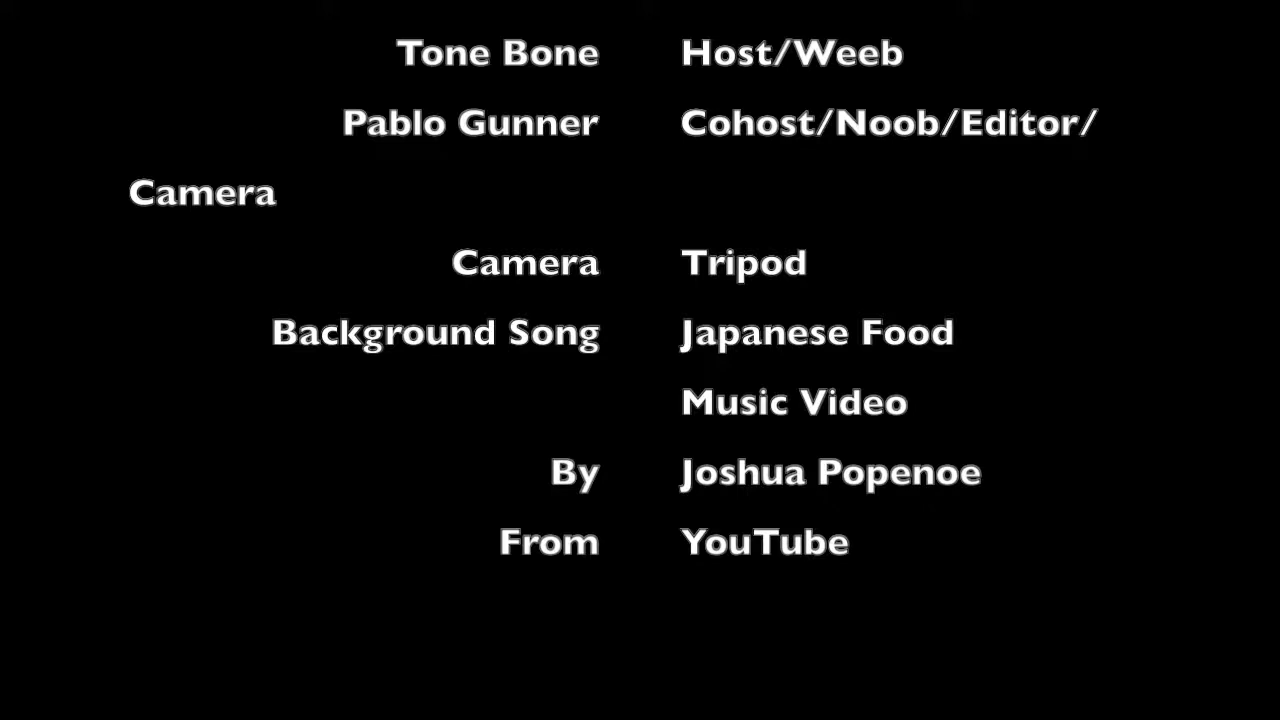 Tone Bone Host/Weeb
Pablo Gunner Cohost/Noob/Editor/
Camera
Camera Tripod
Background Song Japanese Food
Music Video
By Joshua Popenoe
From YouTube